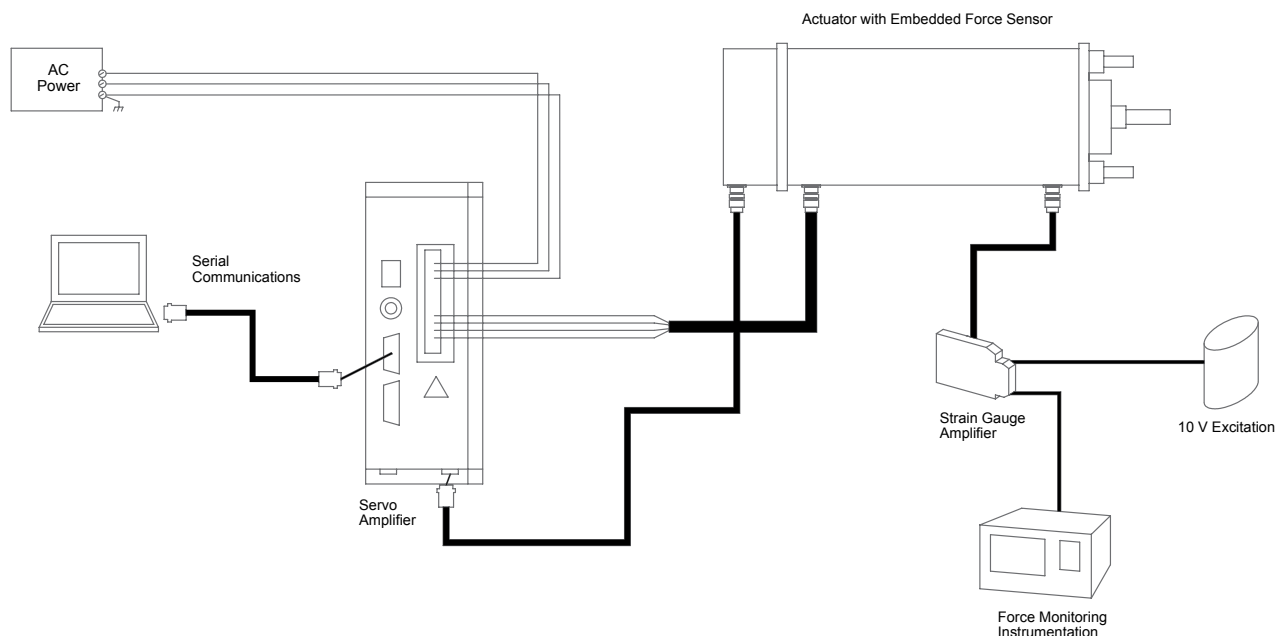 Actuator with Embedded Force Sensor
AC
Power
Serial
Communications
Servo
Amplifier
Strain Gauge
Amplifier
10 V Excitation
Force Monitoring
Instrumentation